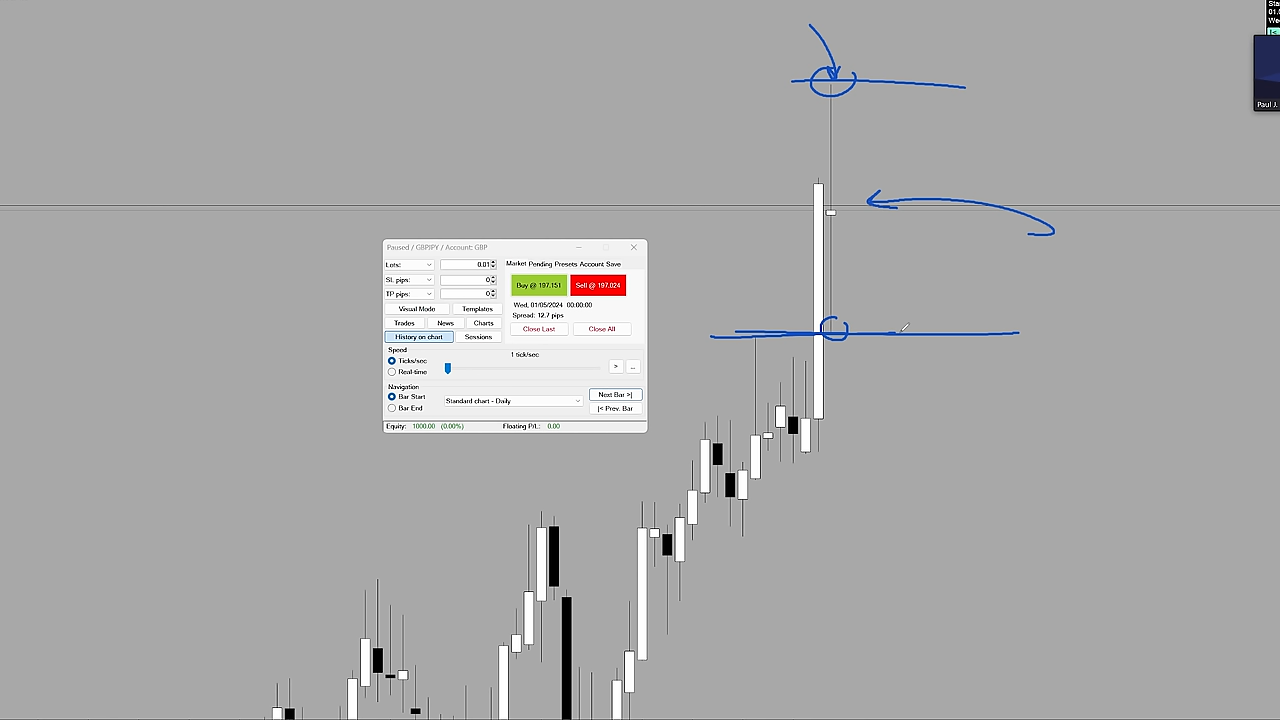 Sta
01.
We
|<
Paul J.
Paused / GBPJPY / Account: GBP
Lots: 0.01
SL pips: 0
TP pips: 0
Visual Mode Templates
Trades News Charts
History on chart Sessions
Market Pending Presets Account Save
Buy @ 197.151 Sell @ 197.024
Wed, 01/05/2024 00:00:00
Spread: 12.7 pips
Close Last Close All
Speed
Ticks/sec
Real-time
1 tick/sec
> ...
Navigation
Bar Start
Bar End
Standard chart - Daily
Next Bar >|
|< Prev. Bar
Equity: 1000.00 (0.00%) Floating P/L: 0.00